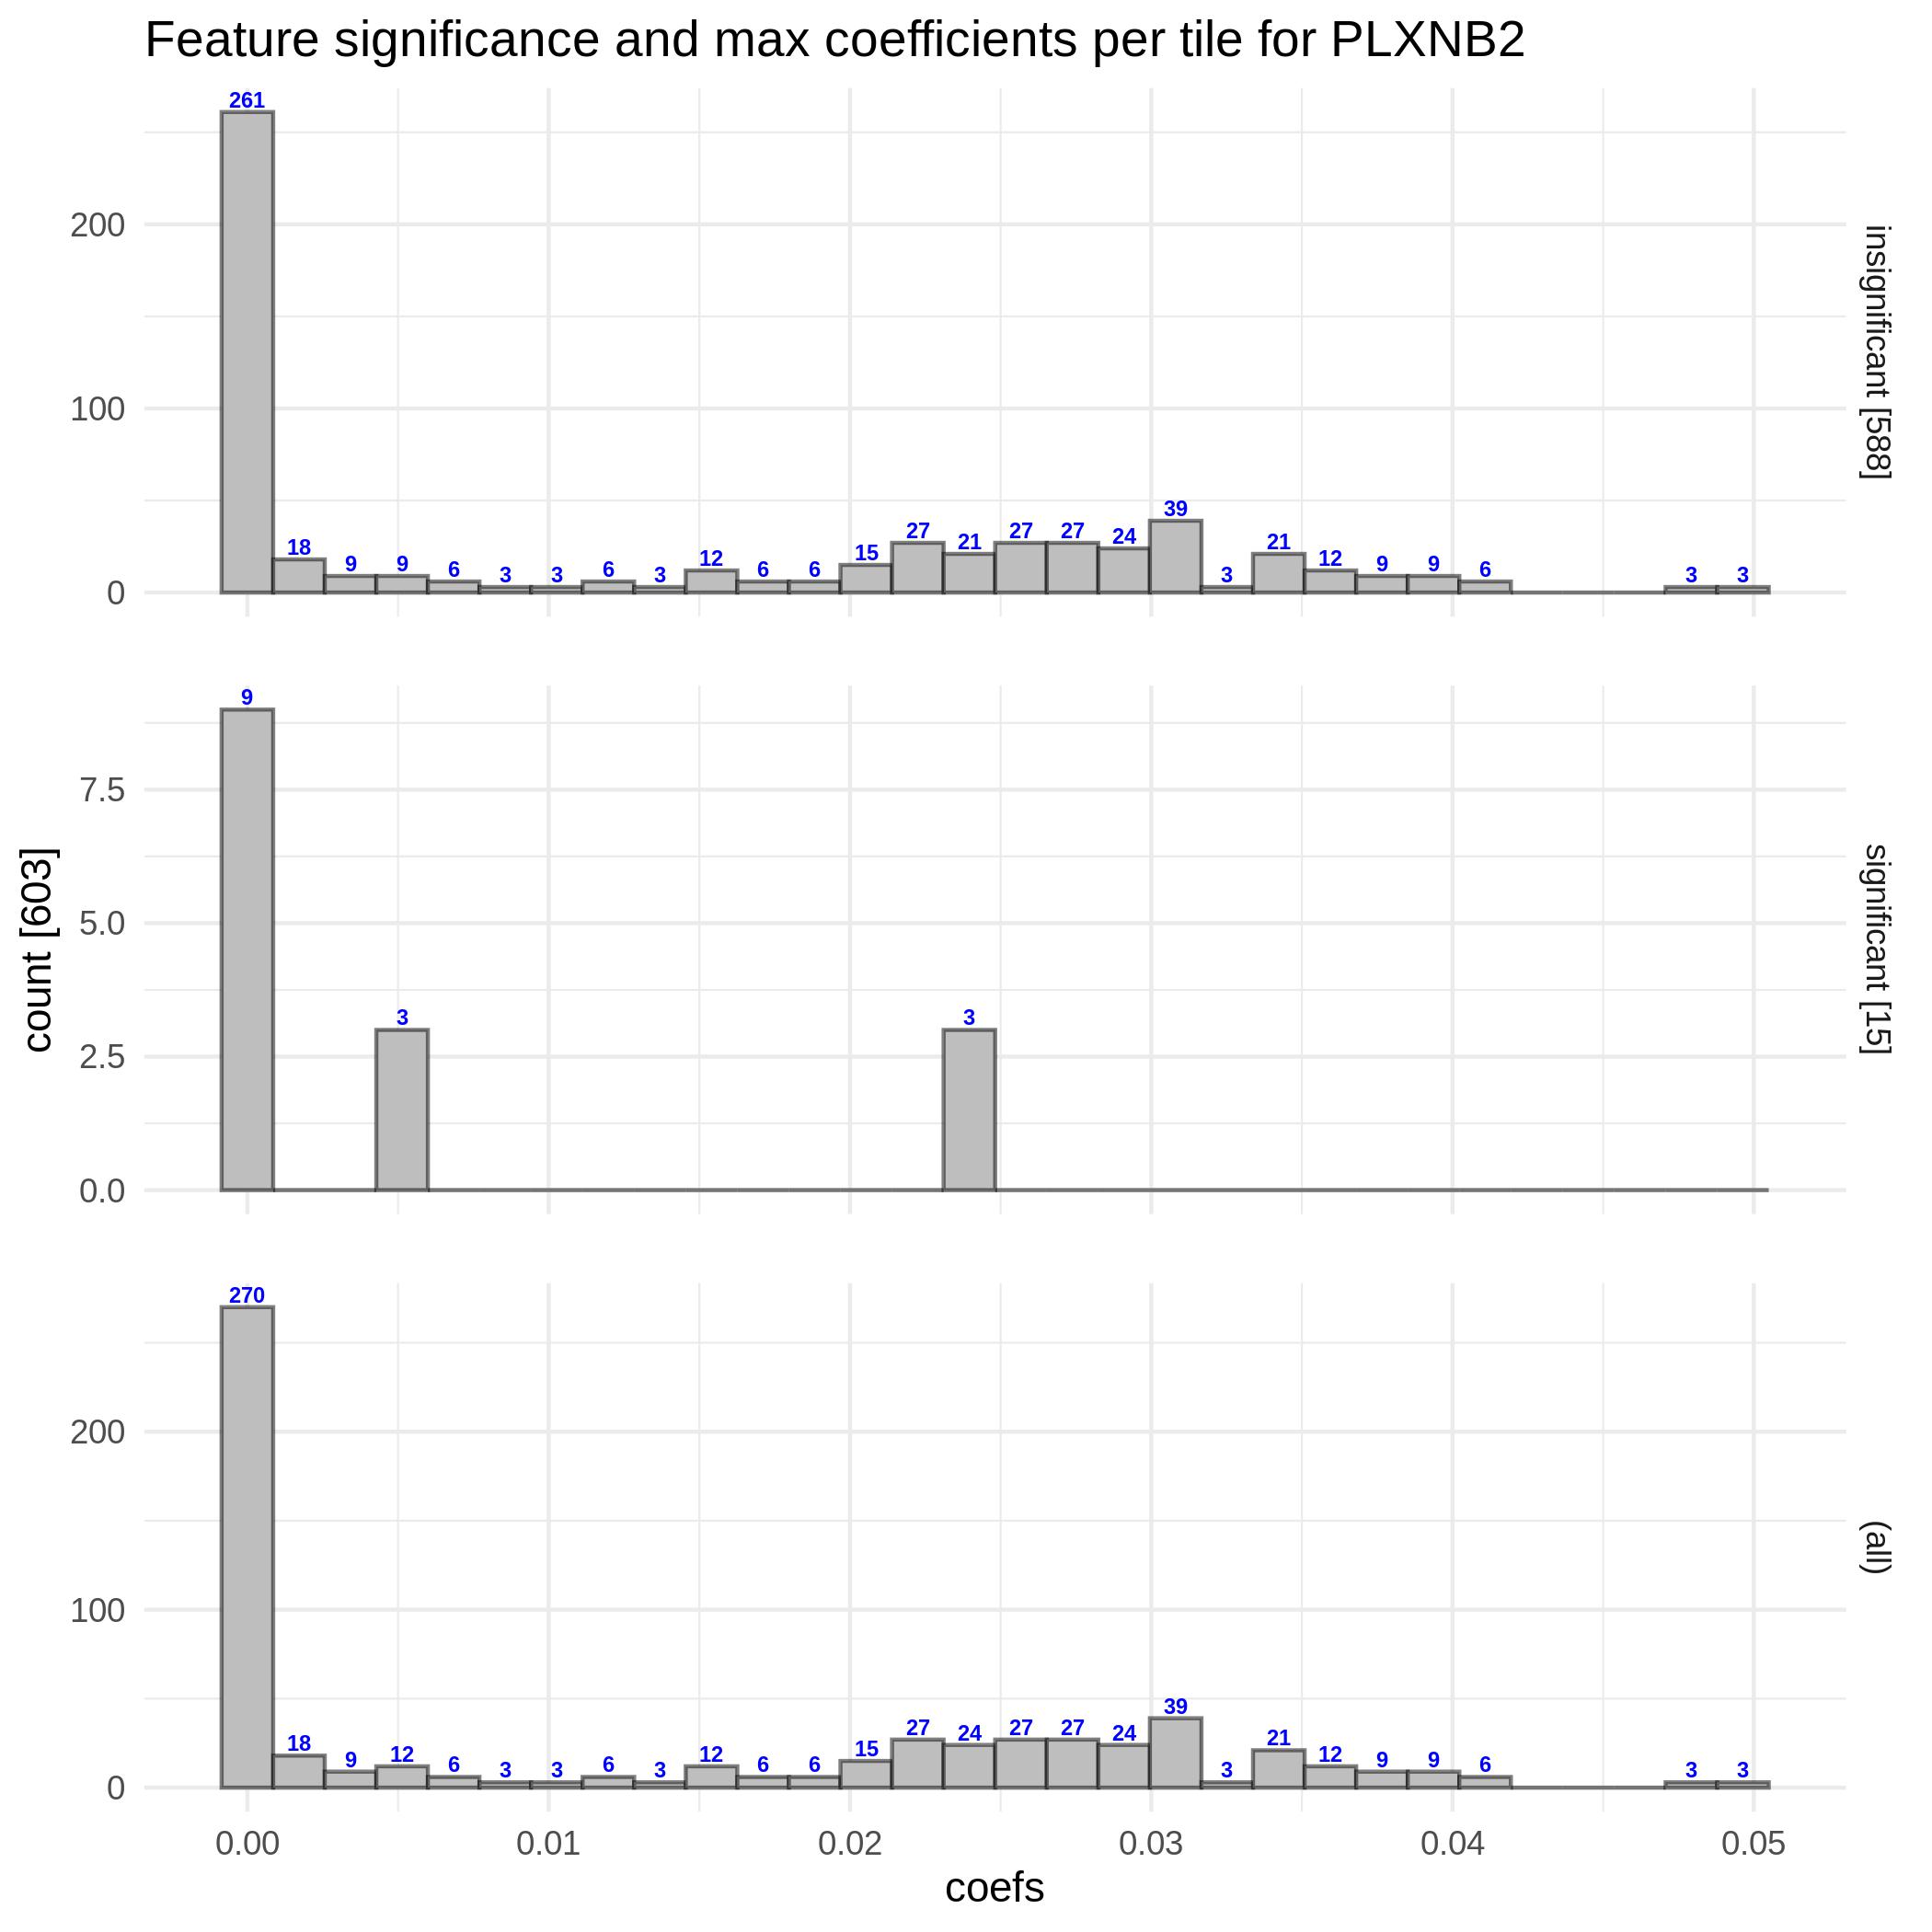 Feature significance and max coefficients per tile for PLXNB2
261
200
100
0
18 9 9 6 3 3 6 3 12 6 6 15 27 21 27 27 24 39 3 21 12 9 9 6 3 3
insignificant [588]
9
7.5
5.0
2.5
0.0
3 3
significant [15]
count [603]
270
200
100
0
18 9 12 6 3 3 6 3 12 6 6 15 27 24 27 27 24 39 3 21 12 9 9 6 3 3
(all)
0.00 0.01 0.02 0.03 0.04 0.05
coefs